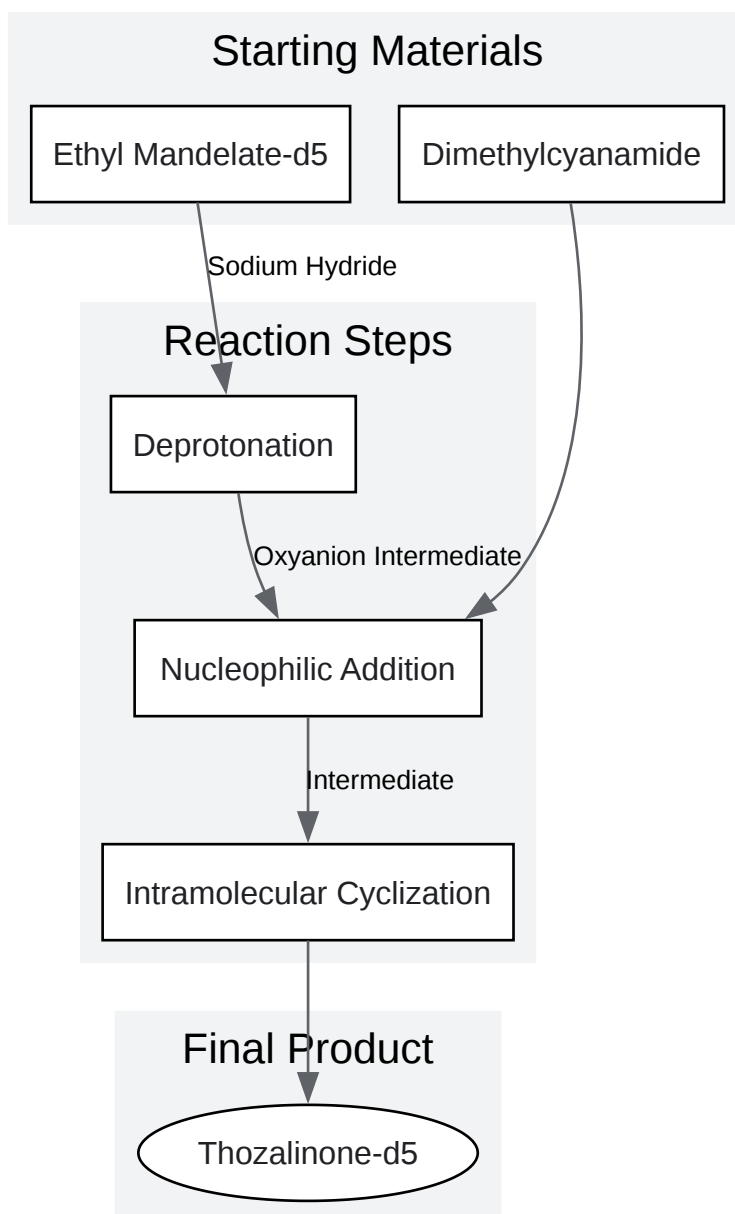 Starting Materials
Ethyl Mandelate-d5
Dimethylcyanamide
Sodium Hydride
Reaction Steps
Deprotonation
Oxyanion Intermediate
Nucleophilic Addition
Intermediate
Intramolecular Cyclization
Final Product
Thozalinone-d5